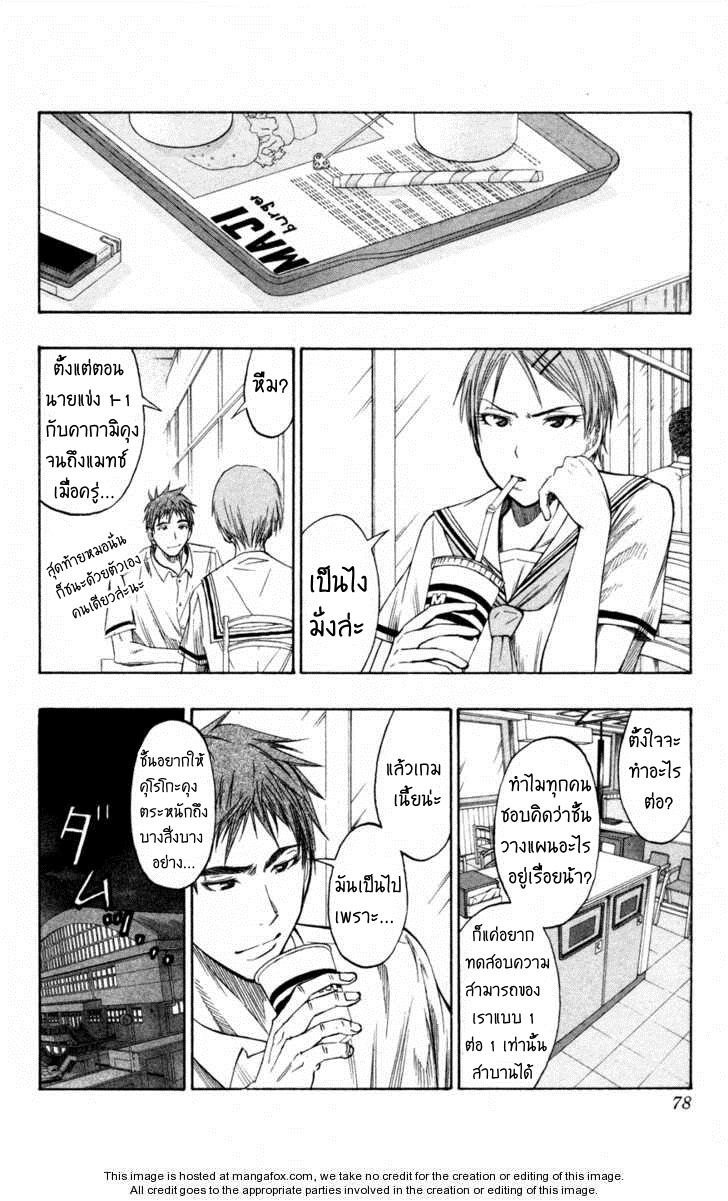 MAJI
burger
เป็นไง
มั่งล่ะ
หืม?
ตั้งแต่ตอน
นายแข่ง 1-1
กับคากามิคุง
จนถึงแมทช์
เมื่อครู่...
สุดท้ายหมอนั่น
ก็ชนะด้วยตัวเอง
คนเดียวล่ะนะ
M
ตั้งใจจะ
ทำอะไร
ต่อ?
ทำไมทุกคน
ชอบคิดว่าชั้น
วางแผนอะไร
อยู่เรื่อยน้า?
ก็แค่อยาก
ทดสอบความ
สามารถของ
เราแบบ 1
ต่อ 1 เท่านั้น
สาบานได้
แล้วเกม
เนี้ยน่ะ
มันเป็นไป
เพราะ...
ชั้นอยากให้
คุโรโกะคุง
ตระหนักถึง
บางสิ่งบาง
อย่าง...
ダム
78
This image is hosted at mangafox.com, we take no credit for the creation or editing of this image.
All credit goes to the appropriate parties involved in the creation or editing of this image.